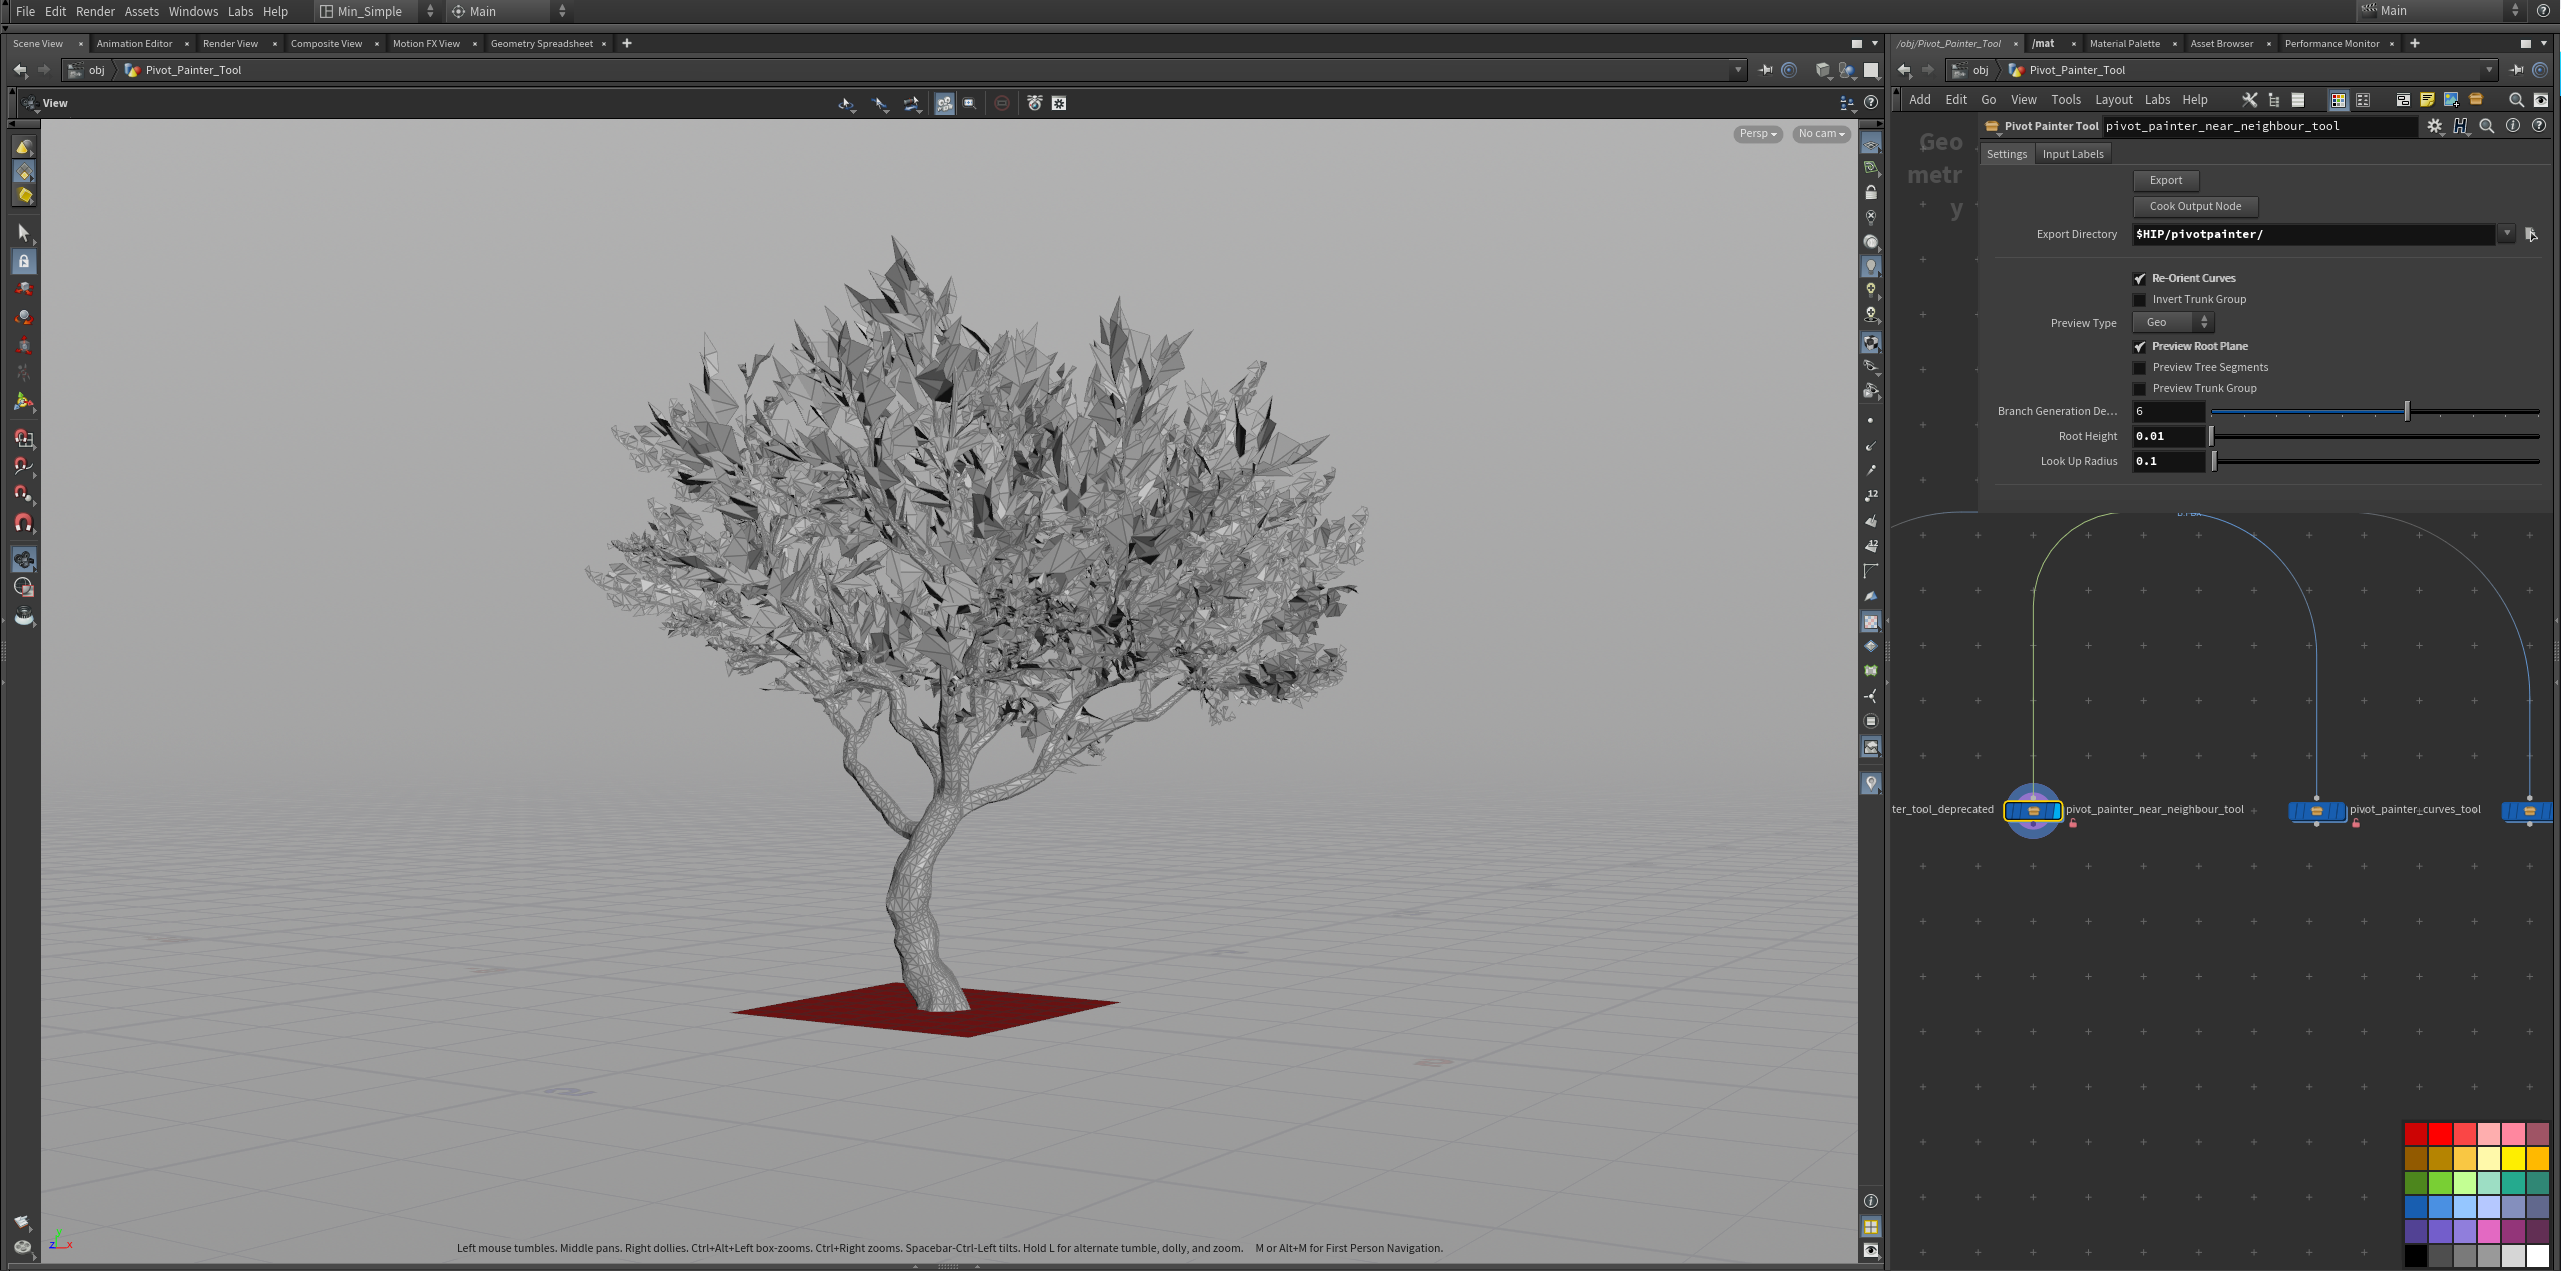 File Edit Render Assets Windows Labs Help Min_Simple Main Main
Scene View Animation Editor Render View Composite View Motion FX View Geometry Spreadsheet
/obj/Pivot_Painter_Tool /mat Material Palette Asset Browser Performance Monitor
obj Pivot_Painter_Tool
obj Pivot_Painter_Tool
View
Add Edit Go View Tools Layout Labs Help
Persp No cam
Geo
metr
y
Pivot Painter Tool pivot_painter_near_neighbour_tool
Settings Input Labels
Export
Cook Output Node
Export Directory $HIP/pivotpainter/
Re-Orient Curves
Invert Trunk Group
Preview Type Geo
Preview Root Plane
Preview Tree Segments
Preview Trunk Group
Branch Generation De... 6
Root Height 0.01
Look Up Radius 0.1
12
12
ter_tool_deprecated pivot_painter_near_neighbour_tool pivot_painter_curves_tool
z x
Left mouse tumbles. Middle pans. Right dollies. Ctrl+Alt+Left box-zooms. Ctrl+Right zooms. Spacebar-Ctrl-Left tilts. Hold L for alternate tumble, dolly, and zoom. M or Alt+M for First Person Navigation.